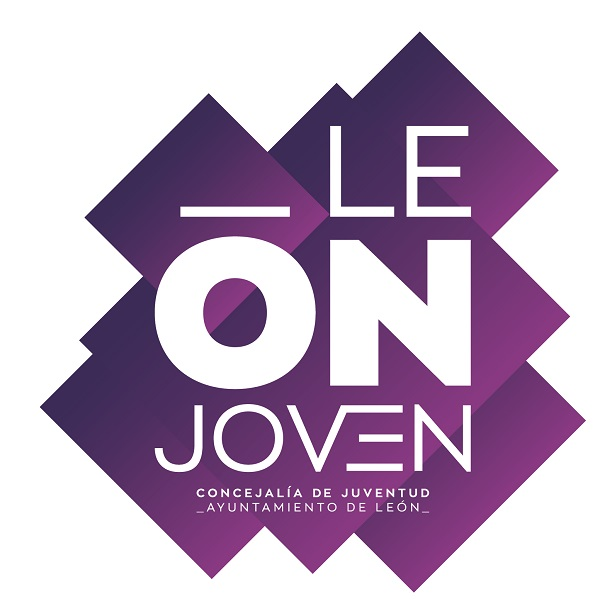 _LE
ON
JOVEN
CONCEJALÍA DE JUVENTUD
_AYUNTAMIENTO DE LEÓN_